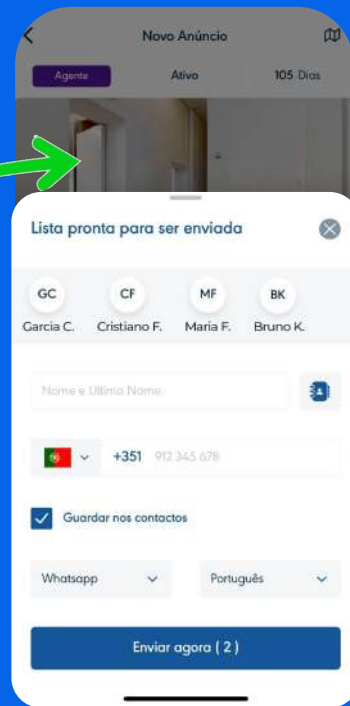 Novo Anúncio
Agente Ativo 105 Dias
Lista pronta para ser enviada
GC CF MF BK
Garcia C. Cristiano F. Maria F. Bruno K.
Nome e Ultimo Nome
+351 912 345 678
Guardar nos contactos
Whatsapp Português
Enviar agora ( 2 )